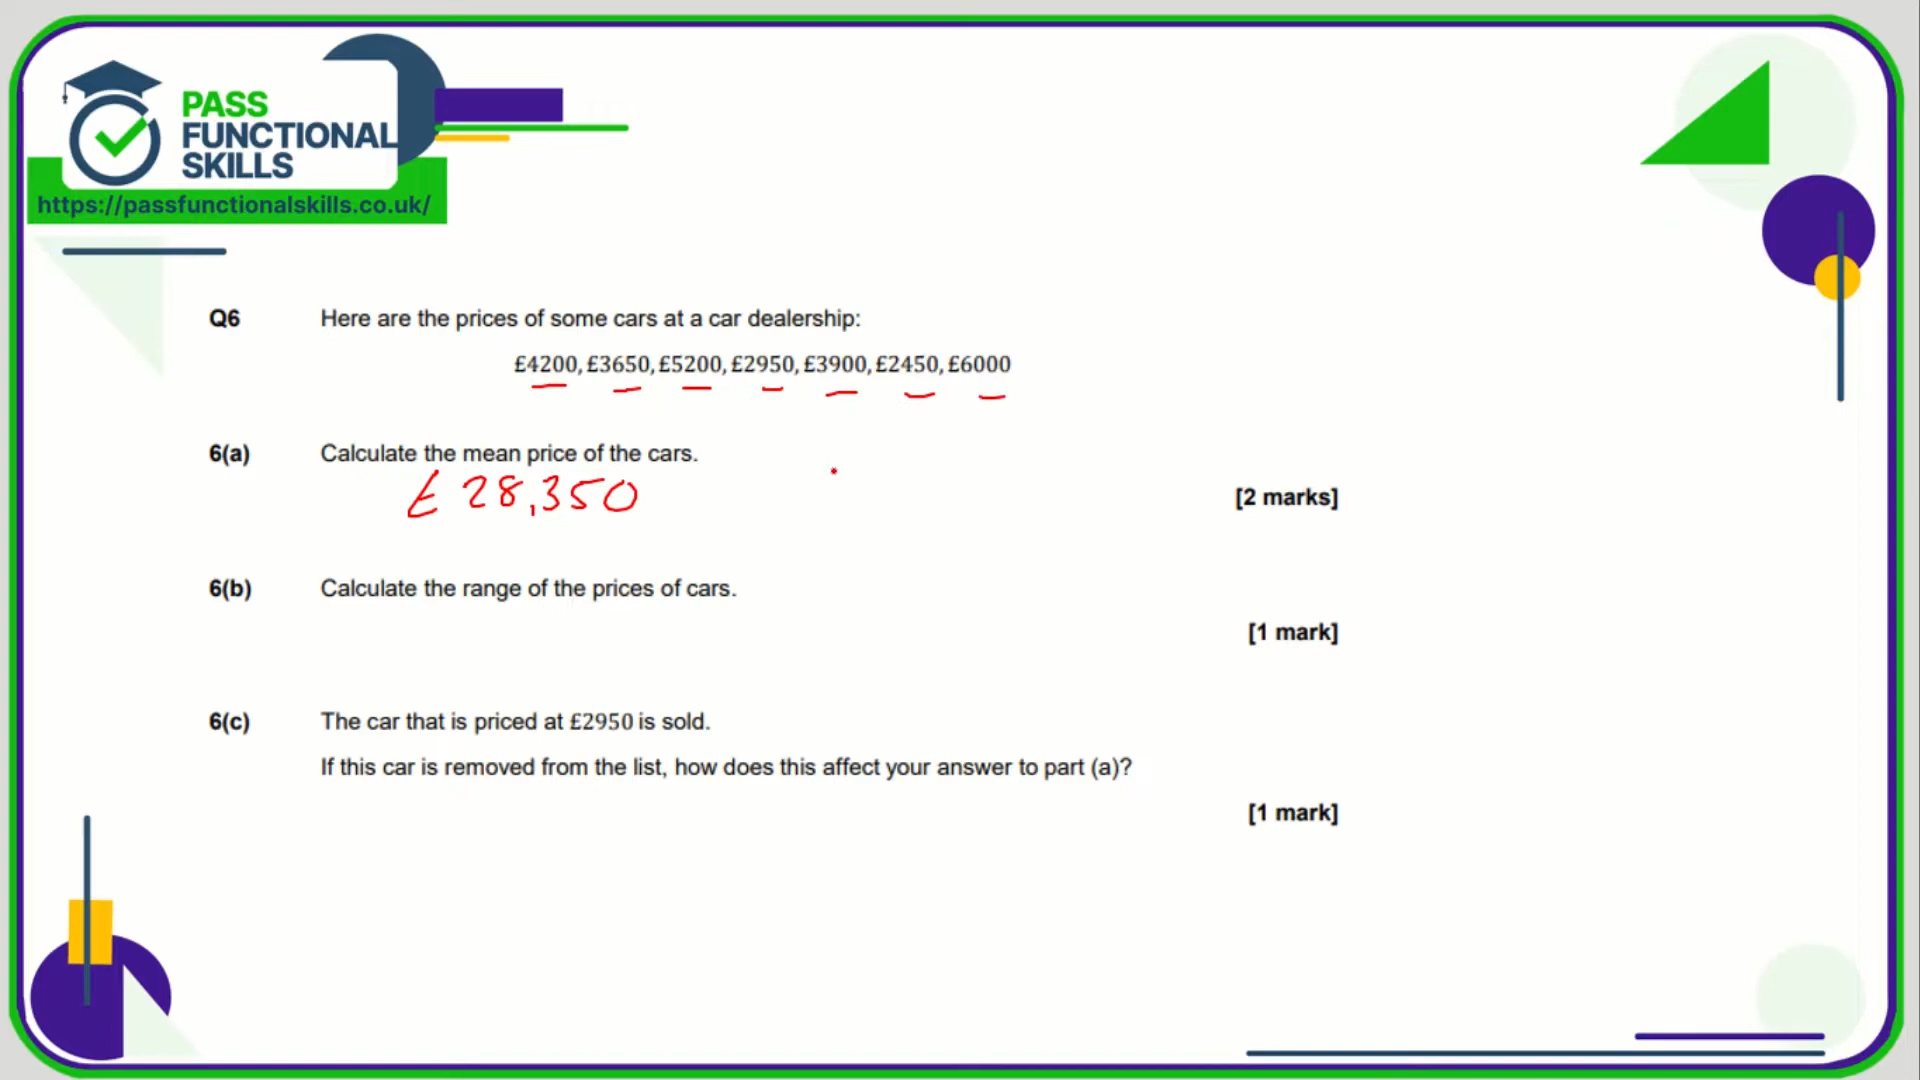 PASS
FUNCTIONAL
SKILLS
https://passfunctionalskills.co.uk/
Q6 Here are the prices of some cars at a car dealership:
£4200, £3650, £5200, £2950, £3900, £2450, £6000
6(a) Calculate the mean price of the cars.
£ 28,350
[2 marks]
6(b) Calculate the range of the prices of cars.
[1 mark]
6(c) The car that is priced at £2950 is sold.
If this car is removed from the list, how does this affect your answer to part (a)?
[1 mark]